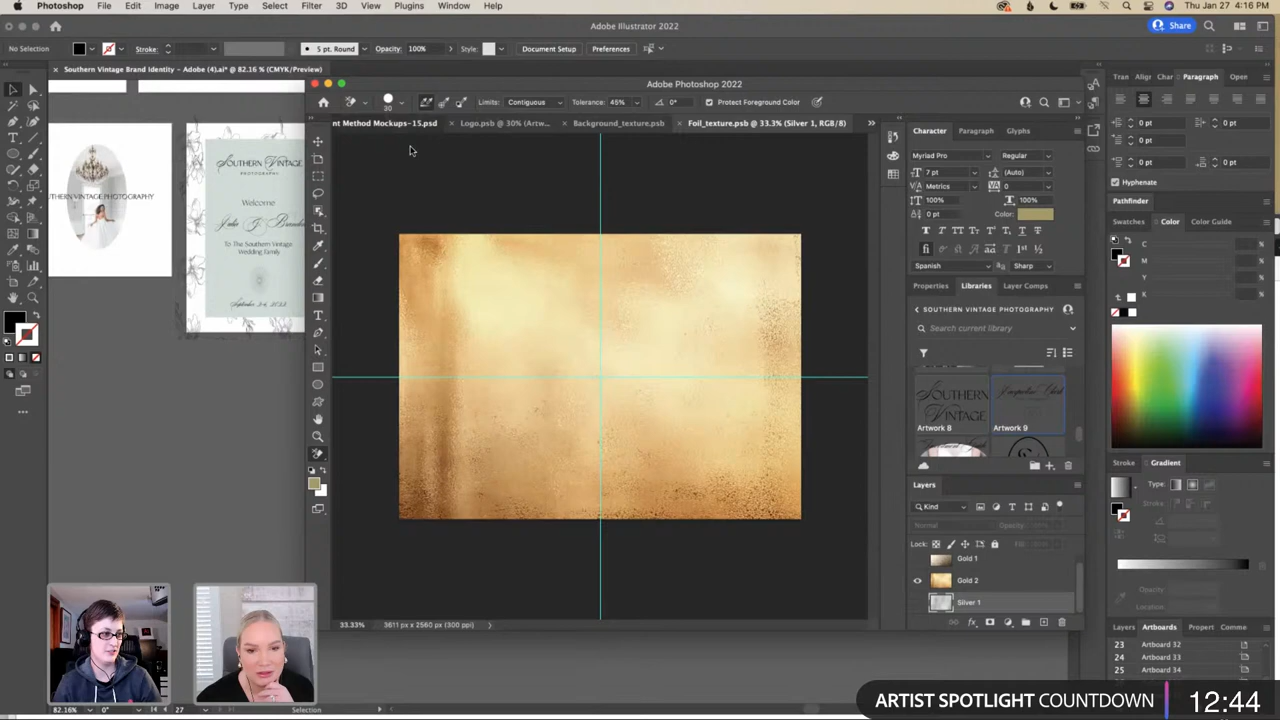 Photoshop File Edit Image Layer Type Select Filter 3D View Plugins Window Help
Thu Jan 27 4:16 PM
Adobe Illustrator 2022
Share
No Selection
Stroke:
5 pt. Round
Opacity: 100%
Style:
Document Setup
Preferences
× Southern Vintage Brand Identity – Adobe (4).ai* @ 82.16 % (CMYK/Preview)
Adobe Photoshop 2022
30
Limits: Contiguous
Tolerance: 45%
0°
Protect Foreground Color
nt Method Mockups-15.psd
× Logo.psb @ 30% (Artw...
× Background_texture.psb
× Foil_texture.psb @ 33.3% (Silver 1, RGB/8)
SOUTHERN VINTAGE
PHOTOGRAPHY
Welcome
To The Southern Vintage
Wedding Family
THERN VINTAGE PHOTOGRAPHY
Character Paragraph Glyphs
Myriad Pro
Regular
7 pt
(Auto)
Metrics
0
100%
100%
0 pt
Color:
Spanish
Sharp
Properties Libraries Layer Comps
SOUTHERN VINTAGE PHOTOGRAPHY
Search current library
SOUTHERN
VINTAGE
Artwork 8
Artwork 9
Layers
Kind
Normal
Lock:
Gold 1
Gold 2
Silver 1
33.33%
3611 px x 2560 px (300 ppi)
Tran Alig Char Paragraph Open
0 pt
0 pt
0 pt
0 pt
0 pt
Hyphenate
Pathfinder
Swatches Color Color Guide
C
M
Y
K
%
Stroke Gradient
Type:
Stroke:
Opacity:
Location:
Layers Artboards Propert Comme
23 Artboard 32
24 Artboard 33
25 Artboard 34
82.16%
0°
27
Selection
ARTIST SPOTLIGHT COUNTDOWN
12:44